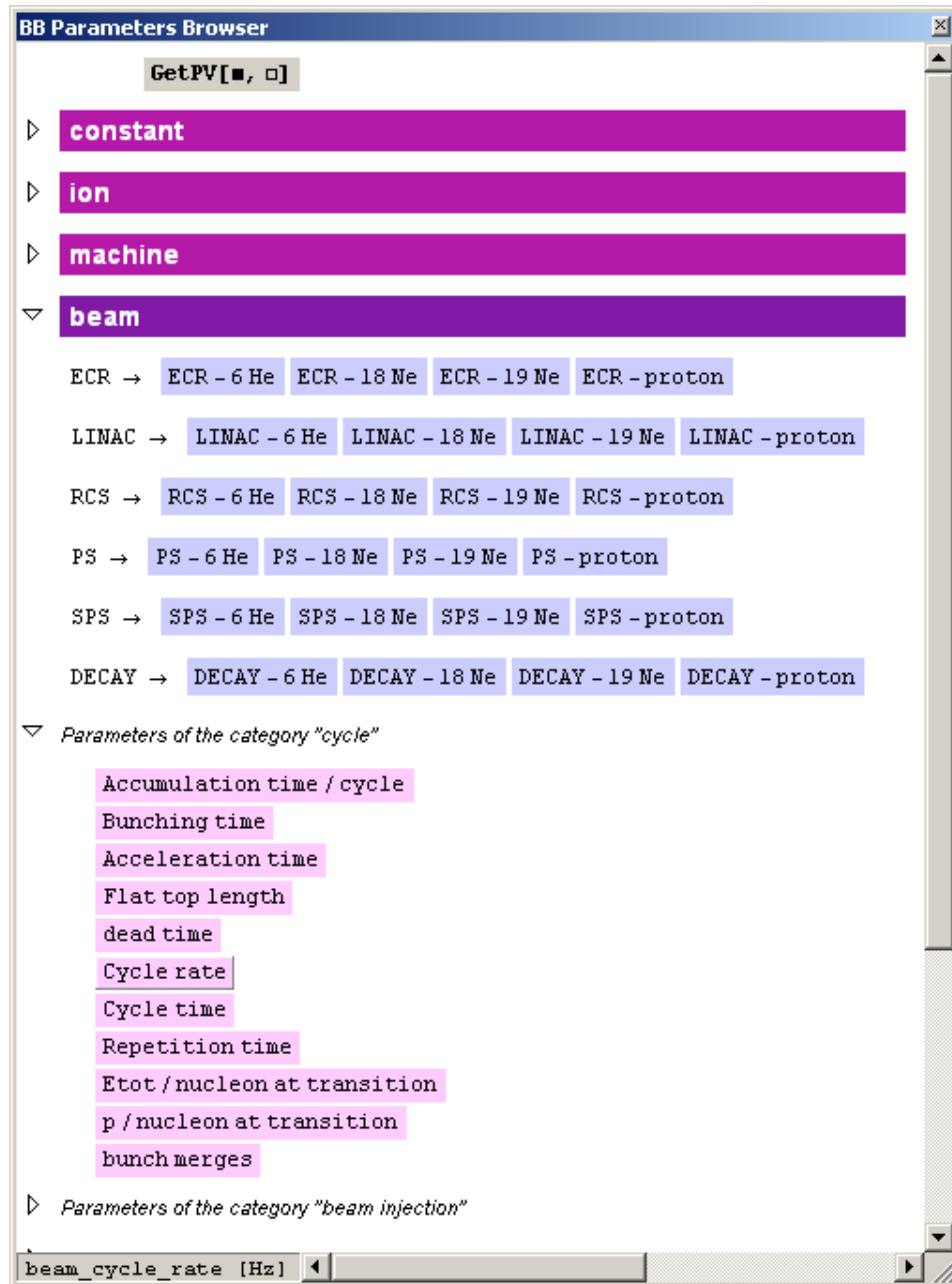 BB Parameters Browser
GetPV[■, □]
constant
ion
machine
beam
ECR → ECR – 6 He ECR – 18 Ne ECR – 19 Ne ECR – proton
LINAC → LINAC – 6 He LINAC – 18 Ne LINAC – 19 Ne LINAC – proton
RCS → RCS – 6 He RCS – 18 Ne RCS – 19 Ne RCS – proton
PS → PS – 6 He PS – 18 Ne PS – 19 Ne PS – proton
SPS → SPS – 6 He SPS – 18 Ne SPS – 19 Ne SPS – proton
DECAY → DECAY – 6 He DECAY – 18 Ne DECAY – 19 Ne DECAY – proton
Parameters of the category "cycle"
Accumulation time / cycle
Bunching time
Acceleration time
Flat top length
dead time
Cycle rate
Cycle time
Repetition time
Etot / nucleon at transition
p / nucleon at transition
bunch merges
Parameters of the category "beam injection"
beam_cycle_rate [Hz]